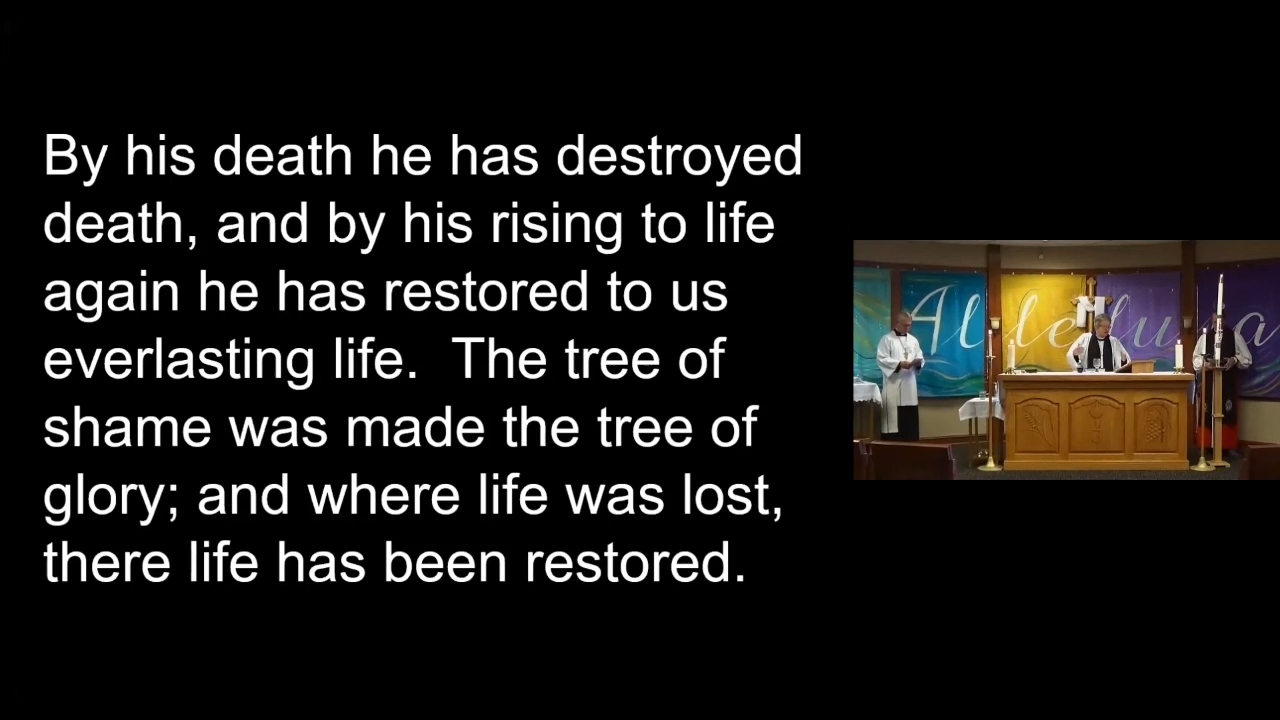 By his death he has destroyed
death, and by his rising to life
again he has restored to us
everlasting life.  The tree of
shame was made the tree of
glory; and where life was lost,
there life has been restored.
Alleluia